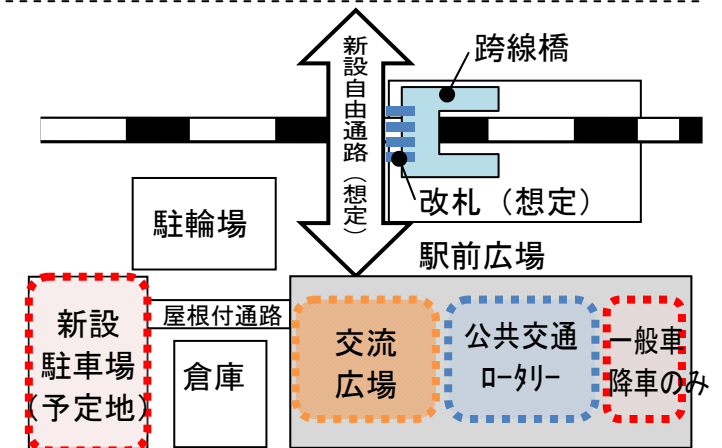 新設自由通路（想定）
跨線橋
改札（想定）
駐輪場
駅前広場
新設
駐車場
（予定地）
屋根付通路
倉庫
交流
広場
公共交通
ﾛｰﾀﾘｰ
一般車
降車のみ